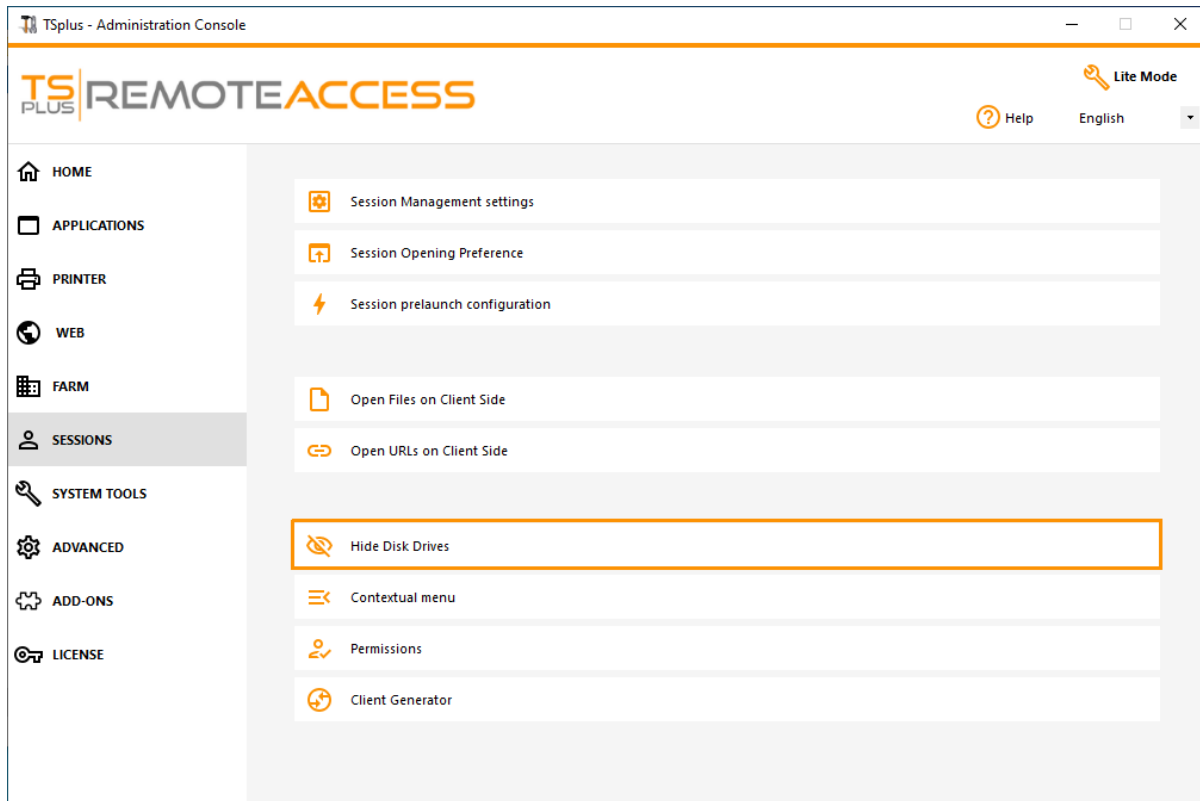 TSplus - Administration Console
TS PLUS REMOTEACCESS
Lite Mode
Help
English
HOME
APPLICATIONS
PRINTER
WEB
FARM
SESSIONS
SYSTEM TOOLS
ADVANCED
ADD-ONS
LICENSE
Session Management settings
Session Opening Preference
Session prelaunch configuration
Open Files on Client Side
Open URLs on Client Side
Hide Disk Drives
Contextual menu
Permissions
Client Generator